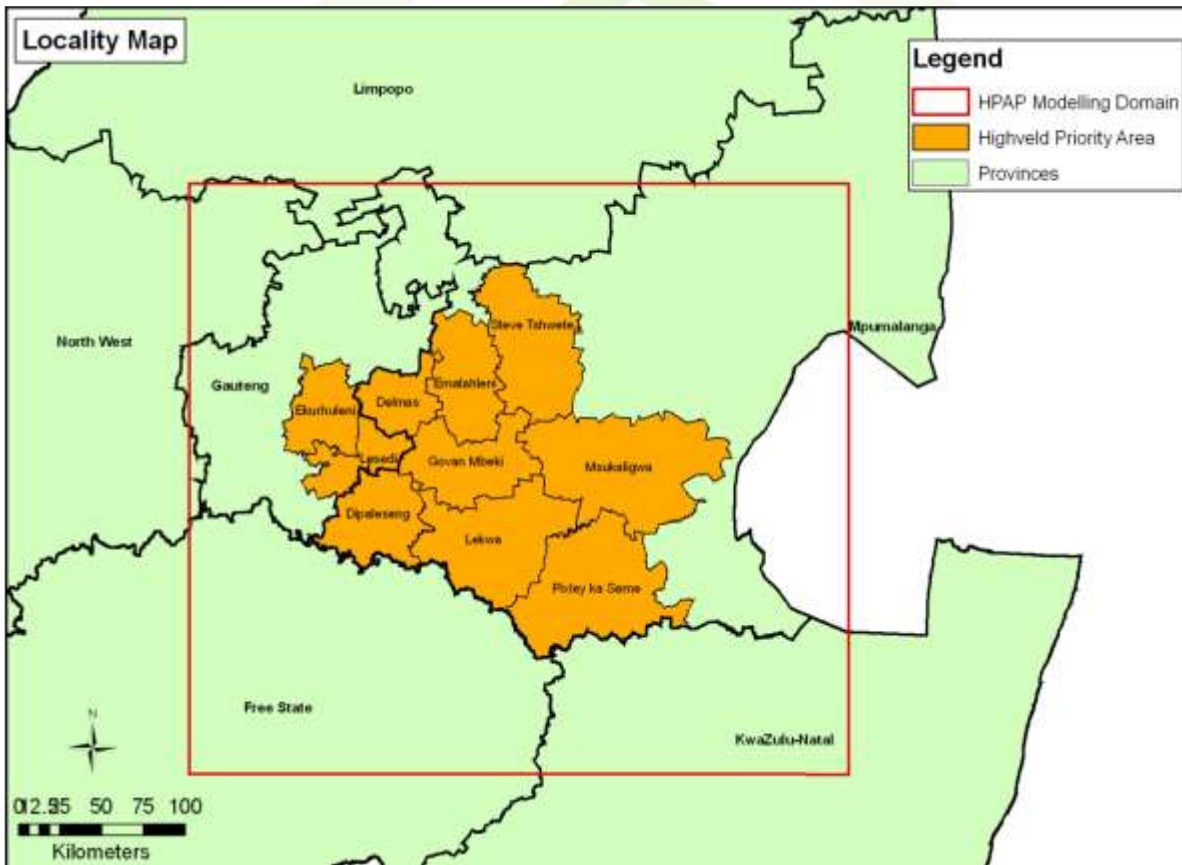 Locality Map
Legend
HPAP Modelling Domain
Highveld Priority Area
Provinces
Limpopo
North West
Gauteng
Mpumalanga
Steve Tshwete
Emalahleni
Delmas
Ekurhuleni
Lesedi
Govan Mbeki
Msukaligwa
Dipaleseng
Lekwa
Pixley ka Seme
Free State
KwaZulu-Natal
N
50 75 100
Kilometers